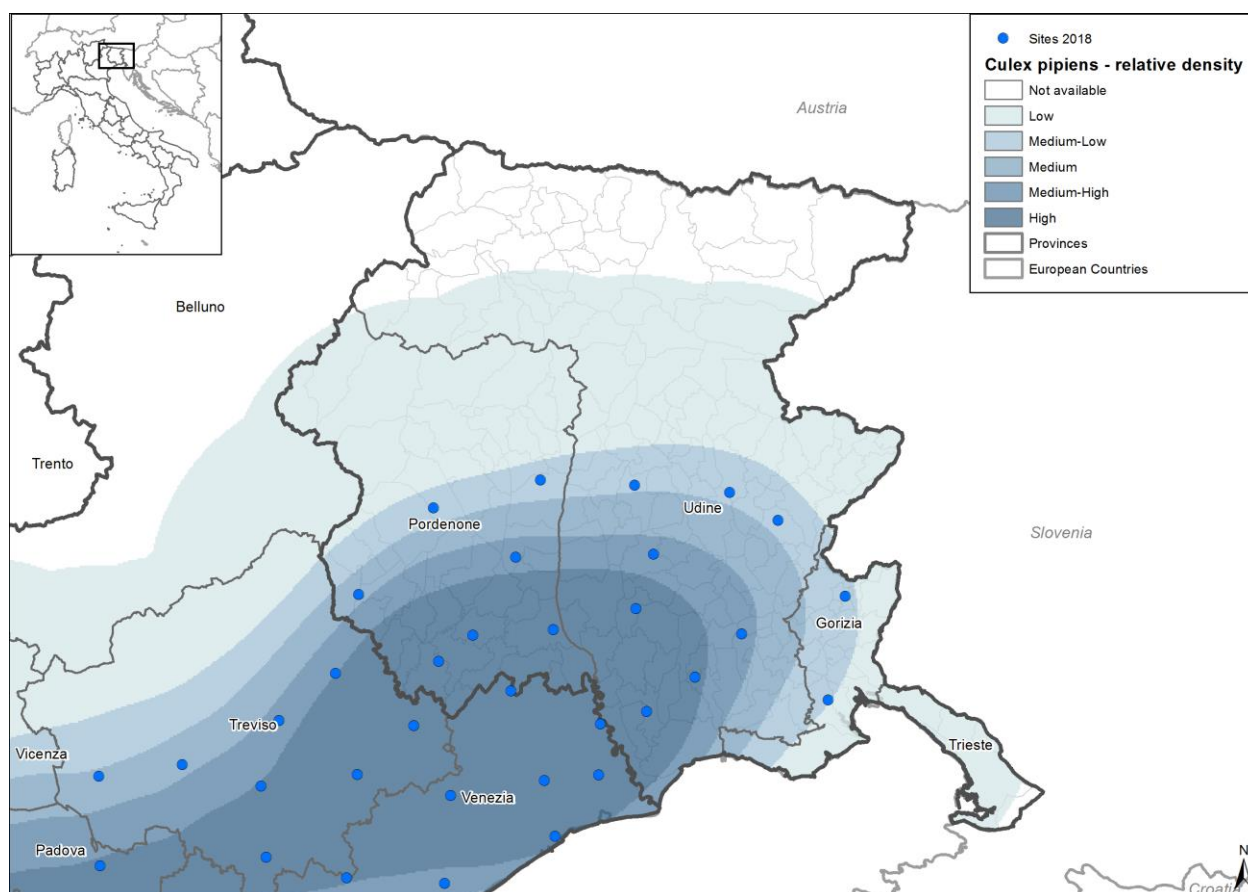 Sites 2018
Culex pipiens - relative density
Not available
Low
Medium-Low
Medium
Medium-High
High
Provinces
European Countries
Austria
Belluno
Trento
Pordenone
Udine
Slovenia
Gorizia
Treviso
Vicenza
Trieste
Venezia
Padova
N
Croatia